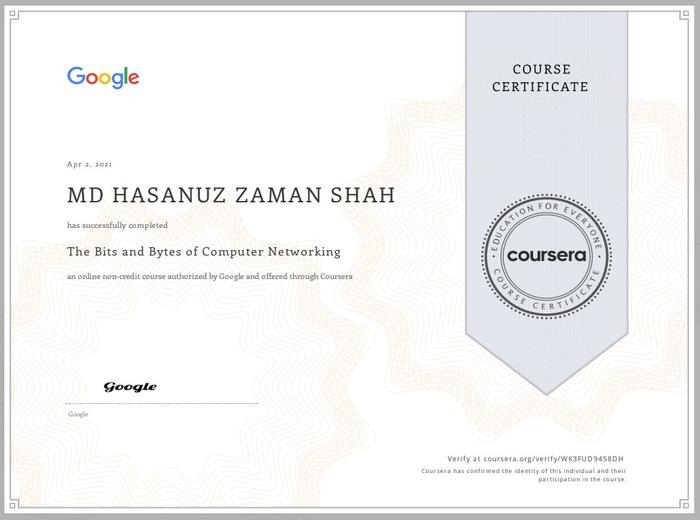 Google
COURSE
CERTIFICATE
Apr 2, 2021
MD HASANUZ ZAMAN SHAH
has successfully completed
The Bits and Bytes of Computer Networking
an online non-credit course authorized by Google and offered through Coursera
EDUCATION FOR EVERYONE
coursera
COURSE CERTIFICATE
Google
Google
Verify at coursera.org/verify/WK3FUD9458DH
Coursera has confirmed the identity of this individual and their
participation in the course.